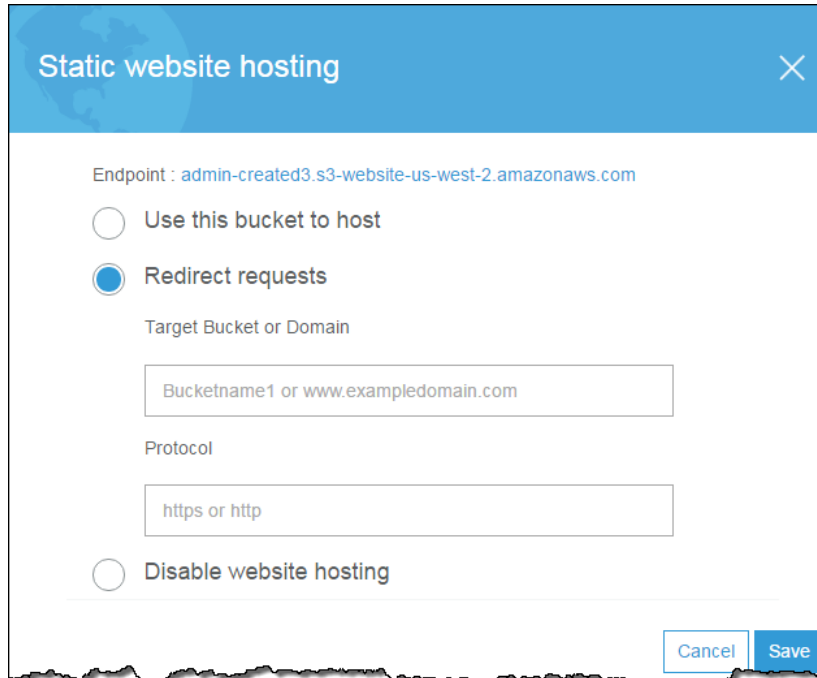 Static website hosting
Endpoint : admin-created3.s3-website-us-west-2.amazonaws.com
Use this bucket to host
Redirect requests
Target Bucket or Domain
Bucketname1 or www.exampledomain.com
Protocol
https or http
Disable website hosting
Cancel Save